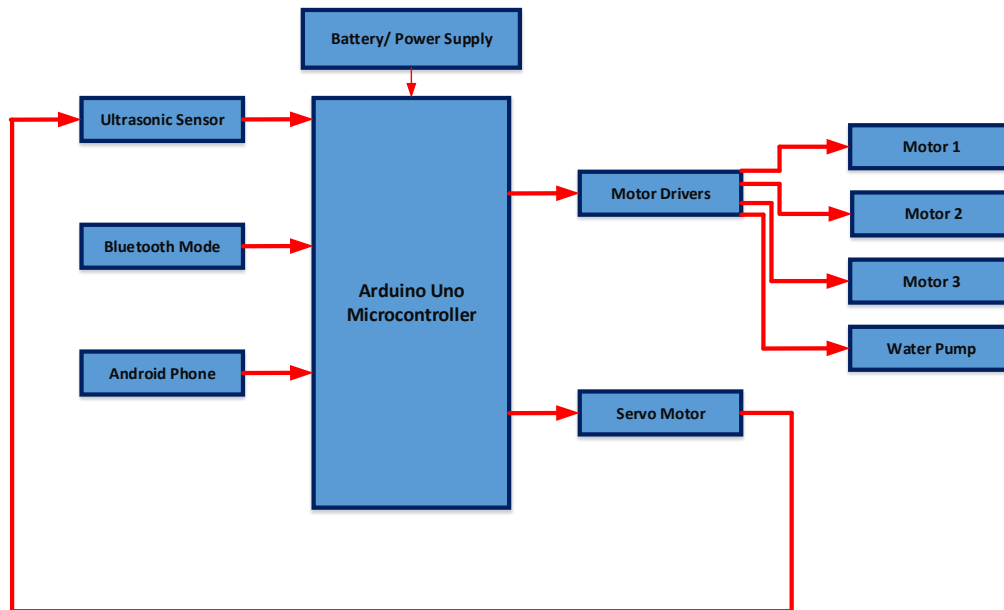 Battery/ Power Supply
Ultrasonic Sensor
Bluetooth Mode
Android Phone
Arduino Uno
Microcontroller
Motor Drivers
Servo Motor
Motor 1
Motor 2
Motor 3
Water Pump